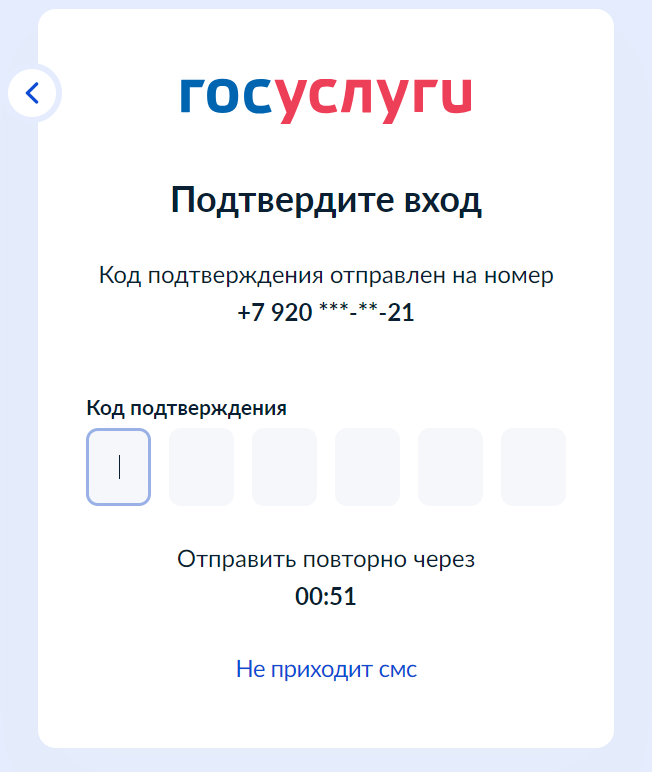 госуслуги
Подтвердите вход
Код подтверждения отправлен на номер
+7 920 ***-**-21
Код подтверждения
Отправить повторно через
00:51
Не приходит смс